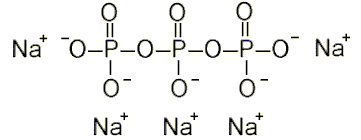 O O O
Na⁺ ⁻O–P–O–P–O–P–O⁻ Na⁺
O⁻ O⁻ O⁻
Na⁺ Na⁺ Na⁺